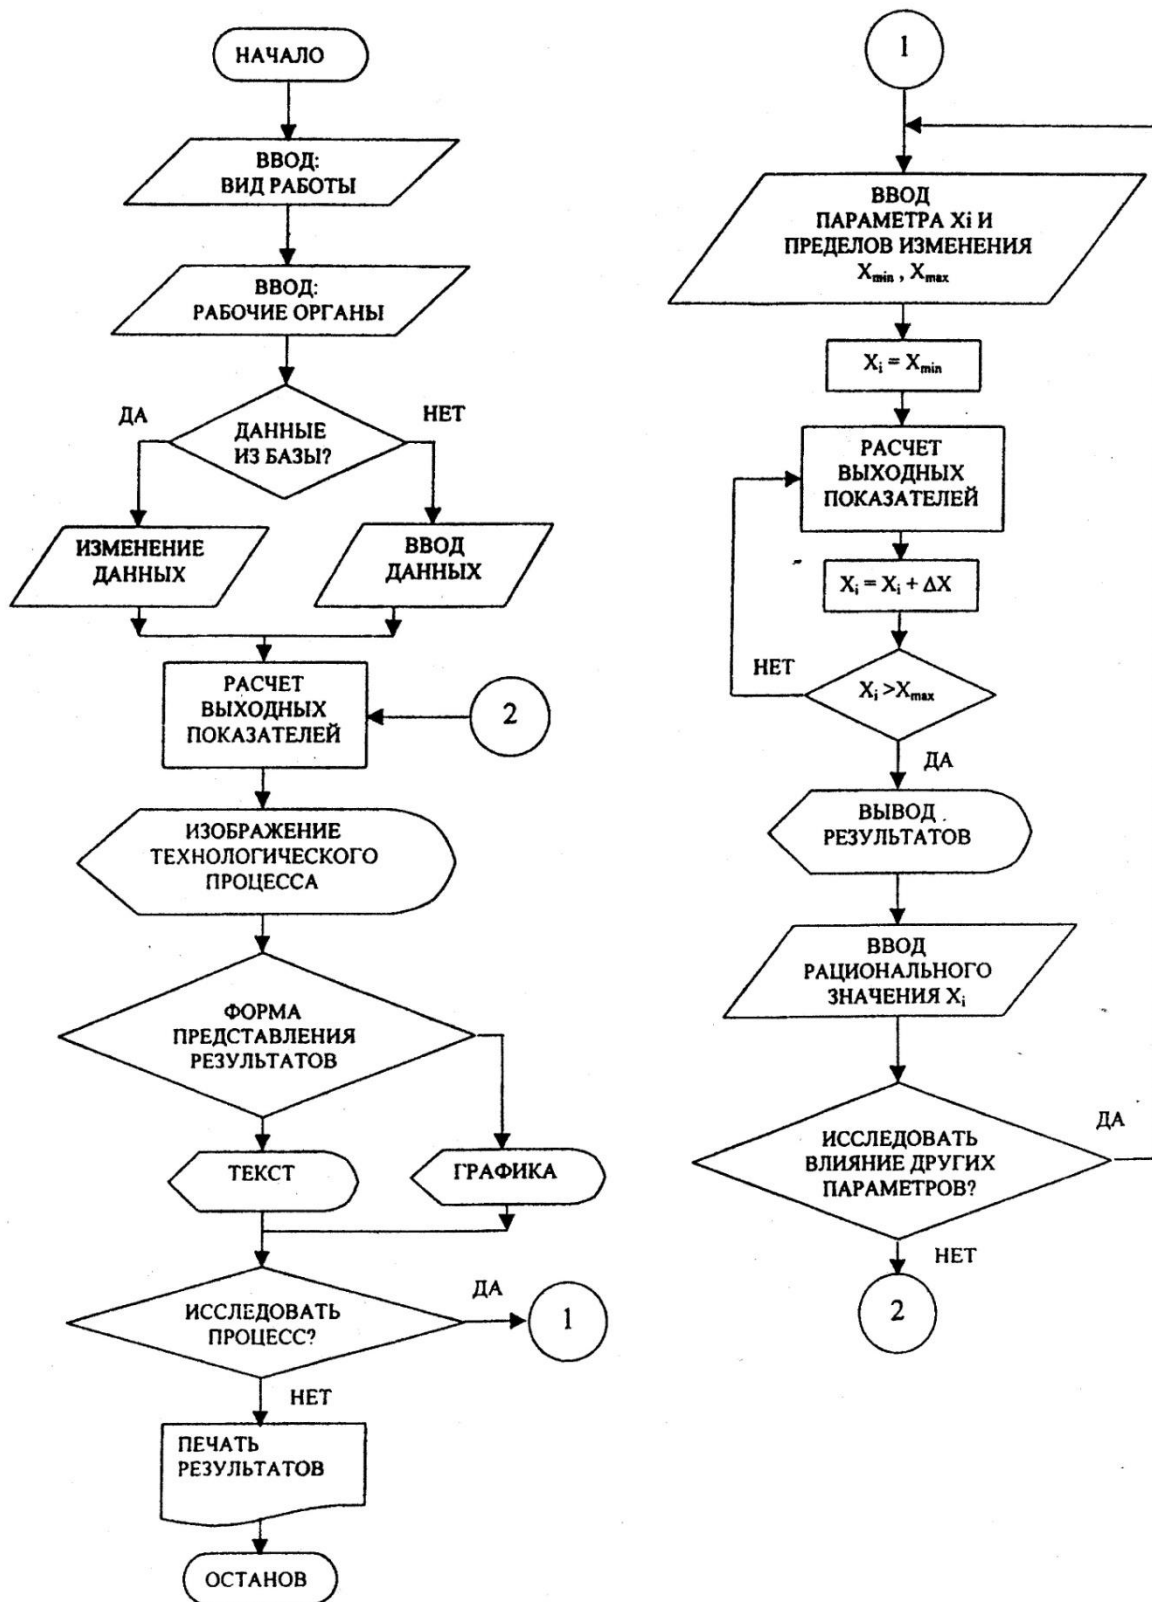 НАЧАЛО
ВВОД:
ВИД РАБОТЫ
ВВОД:
РАБОЧИЕ ОРГАНЫ
ДА
НЕТ
ДАННЫЕ
ИЗ БАЗЫ?
ИЗМЕНЕНИЕ
ДАННЫХ
ВВОД
ДАННЫХ
РАСЧЕТ
ВЫХОДНЫХ
ПОКАЗАТЕЛЕЙ
2
ИЗОБРАЖЕНИЕ
ТЕХНОЛОГИЧЕСКОГО
ПРОЦЕССА
ФОРМА
ПРЕДСТАВЛЕНИЯ
РЕЗУЛЬТАТОВ
ТЕКСТ
ГРАФИКА
ИССЛЕДОВАТЬ
ПРОЦЕСС?
ДА
1
НЕТ
ПЕЧАТЬ
РЕЗУЛЬТАТОВ
ОСТАНОВ
1
ВВОД
ПАРАМЕТРА Xi И
ПРЕДЕЛОВ ИЗМЕНЕНИЯ
Xmin , Xmax
Xi = Xmin
РАСЧЕТ
ВЫХОДНЫХ
ПОКАЗАТЕЛЕЙ
Xi = Xi + ΔX
НЕТ
Xi >Xmax
ДА
ВЫВОД
РЕЗУЛЬТАТОВ
ВВОД
РАЦИОНАЛЬНОГО
ЗНАЧЕНИЯ Xi
ДА
ИССЛЕДОВАТЬ
ВЛИЯНИЕ ДРУГИХ
ПАРАМЕТРОВ?
НЕТ
2